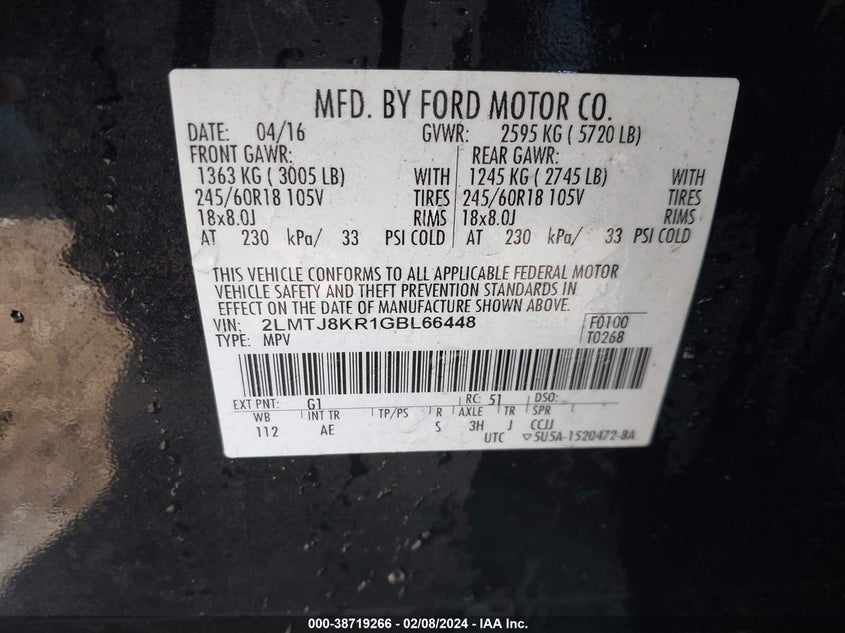 MFD. BY FORD MOTOR CO.
DATE: 04/16 GVWR: 2595 KG ( 5720 LB)
FRONT GAWR: REAR GAWR:
1363 KG ( 3005 LB) WITH 1245 KG ( 2745 LB) WITH
245/60R18 105V TIRES 245/60R18 105V TIRES
18x8.0J RIMS 18x8.0J RIMS
AT 230 kPa/ 33 PSI COLD AT 230 kPa/ 33 PSI COLD
THIS VEHICLE CONFORMS TO ALL APPLICABLE FEDERAL MOTOR
VEHICLE SAFETY AND THEFT PREVENTION STANDARDS IN
EFFECT ON THE DATE OF MANUFACTURE SHOWN ABOVE.
VIN: 2LMTJ8KR1GBL66448 F0100
TYPE: MPV T0268
EXT PNT: G1 RC: 51 DSO:
WB INT TR TP/PS R AXLE TR SPR
112 AE S 3H J CCJJ
UTC ▽5U5A-1520472-BA
000-38719266 - 02/08/2024 - IAA Inc.